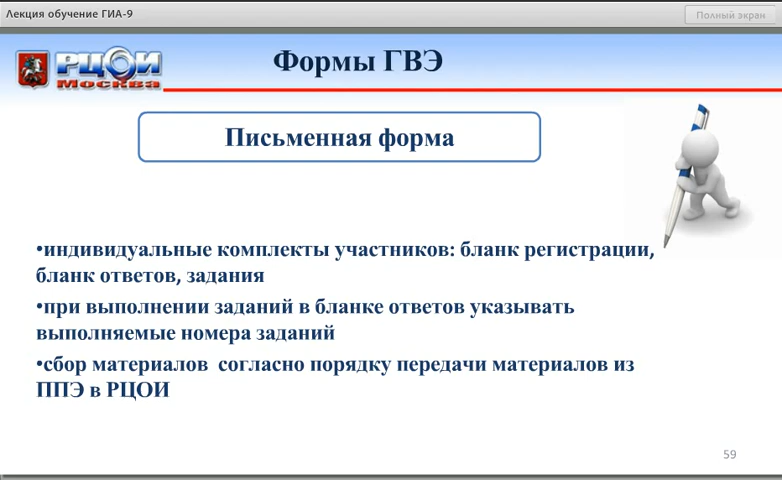 Лекция обучение ГИА-9
Полный экран
РЦОИ
Москва
Формы ГВЭ
Письменная форма
•индивидуальные комплекты участников: бланк регистрации,
бланк ответов, задания
•при выполнении заданий в бланке ответов указывать
выполняемые номера заданий
•сбор материалов  согласно порядку передачи материалов из
ППЭ в РЦОИ
59